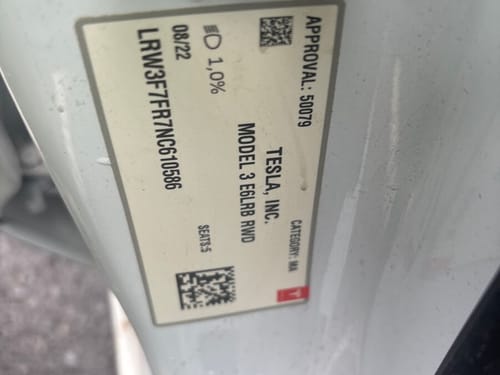 APPROVAL: 50079
CATEGORY: MA
TESLA, INC.
MODEL 3 E6LRB RWD
1,0%
SEATS:5
08/22
LRW3F7FR7NC610586